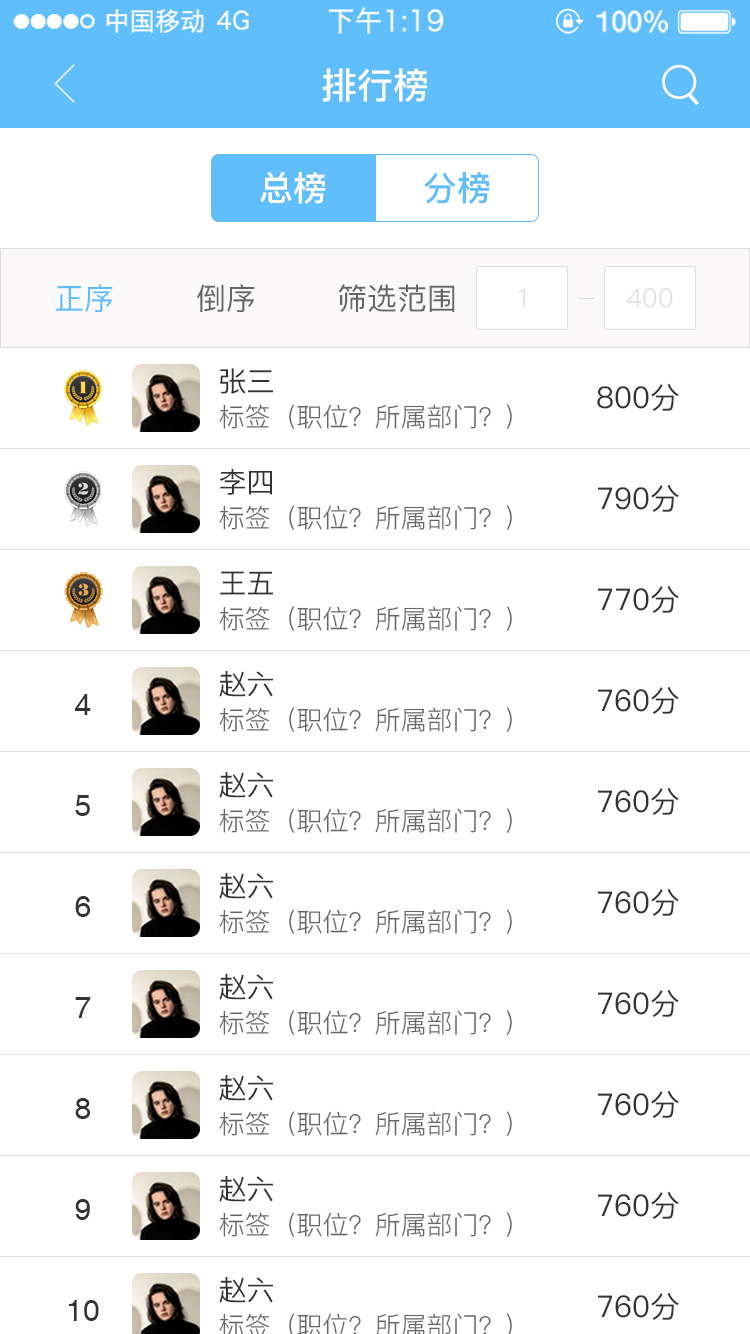 中国移动 4G 下午1:19 100%
排行榜
总榜 分榜
正序 倒序 筛选范围 1 — 400
1 张三 800分
标签（职位？所属部门？）
2 李四 790分
标签（职位？所属部门？）
3 王五 770分
标签（职位？所属部门？）
4 赵六 760分
标签（职位？所属部门？）
5 赵六 760分
标签（职位？所属部门？）
6 赵六 760分
标签（职位？所属部门？）
7 赵六 760分
标签（职位？所属部门？）
8 赵六 760分
标签（职位？所属部门？）
9 赵六 760分
标签（职位？所属部门？）
10 赵六 760分
标签（职位？所属部门？）